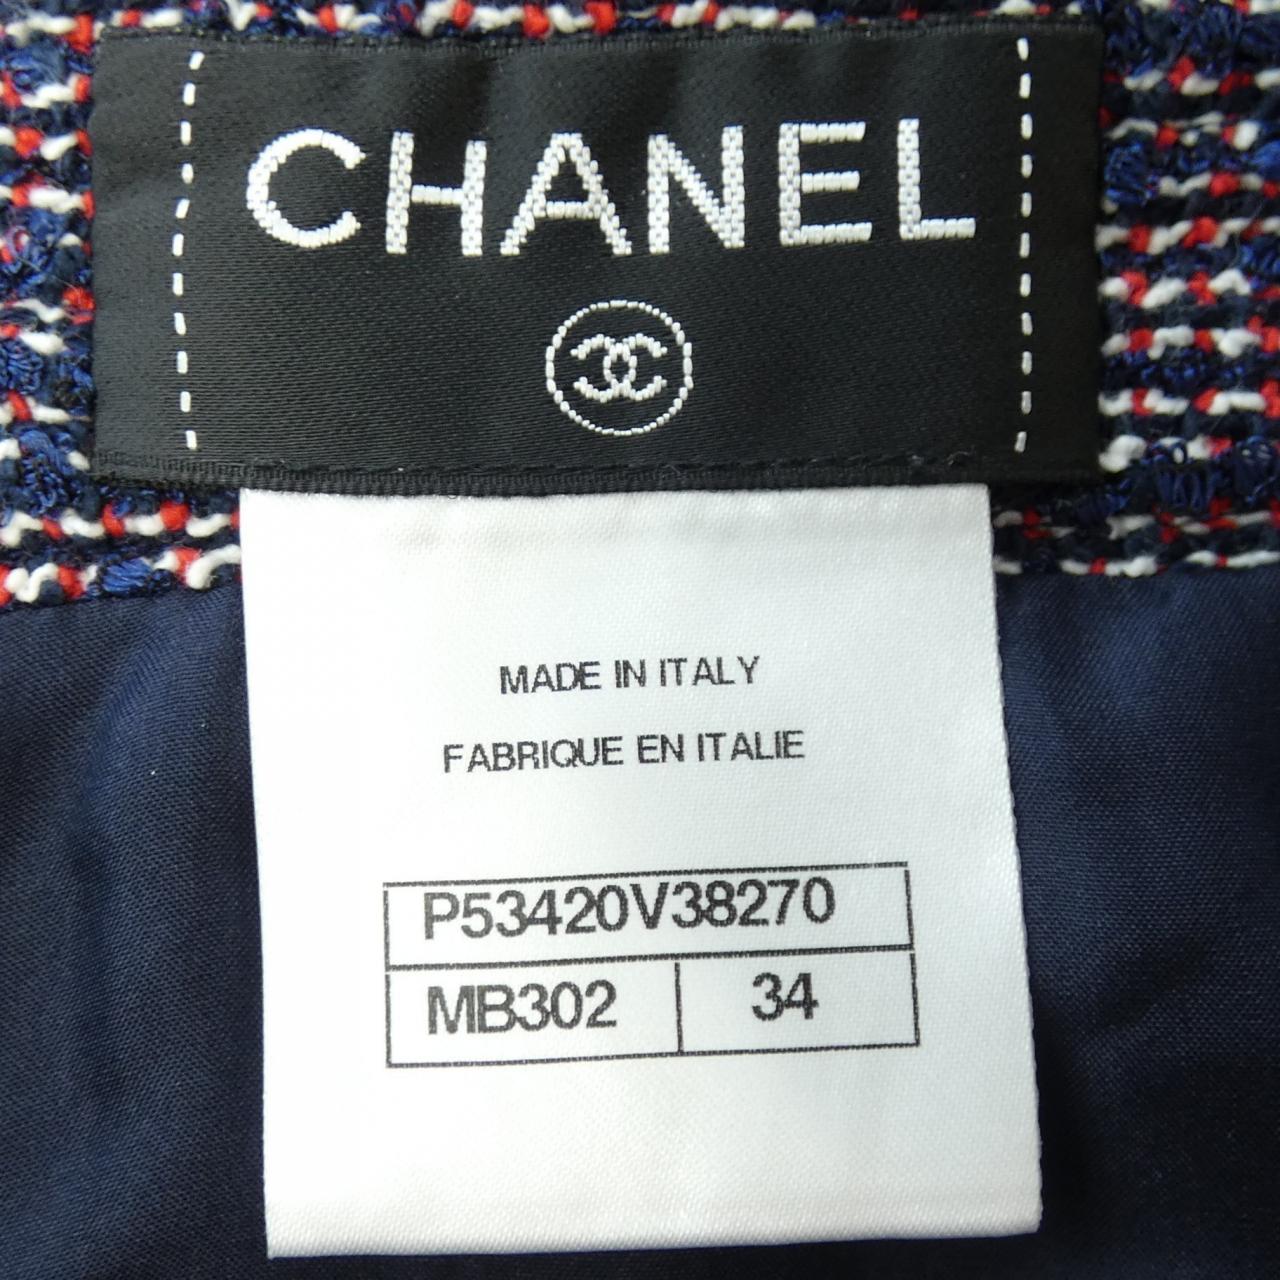 CHANEL
MADE IN ITALY
FABRIQUE EN ITALIE
P53420V38270
MB302 34